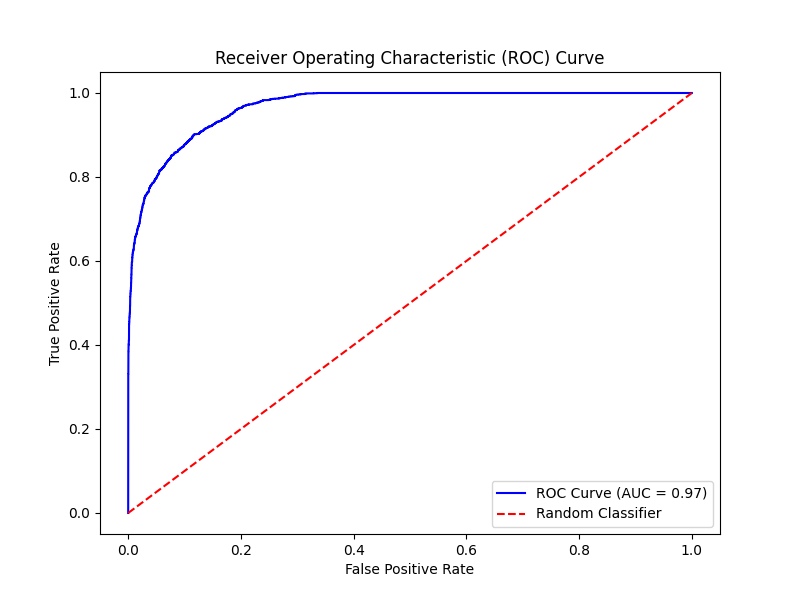 Receiver Operating Characteristic (ROC) Curve
1.0
0.8
0.6
0.4
0.2
0.0
True Positive Rate
ROC Curve (AUC = 0.97)
Random Classifier
0.0 0.2 0.4 0.6 0.8 1.0
False Positive Rate